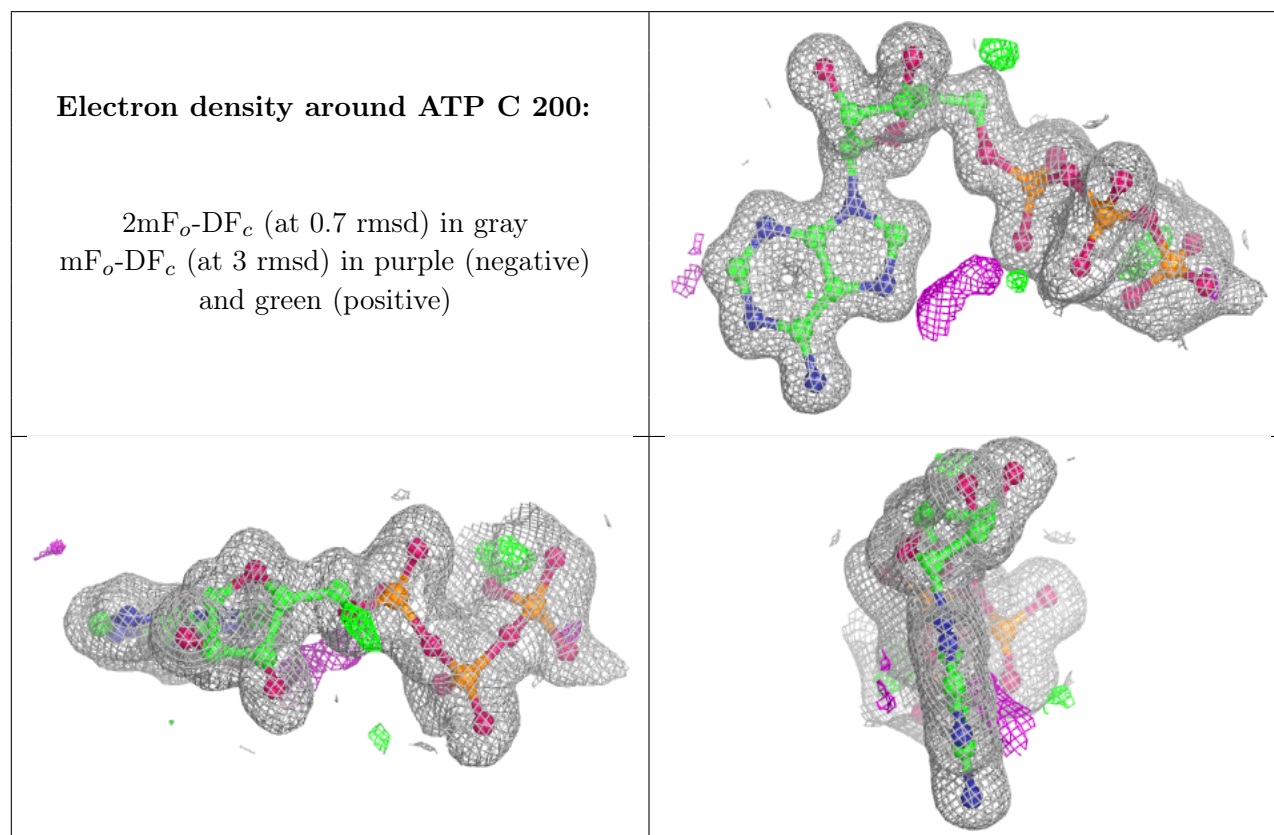 Electron density around ATP C 200:
2mFo-DFc (at 0.7 rmsd) in gray
mFo-DFc (at 3 rmsd) in purple (negative)
and green (positive)